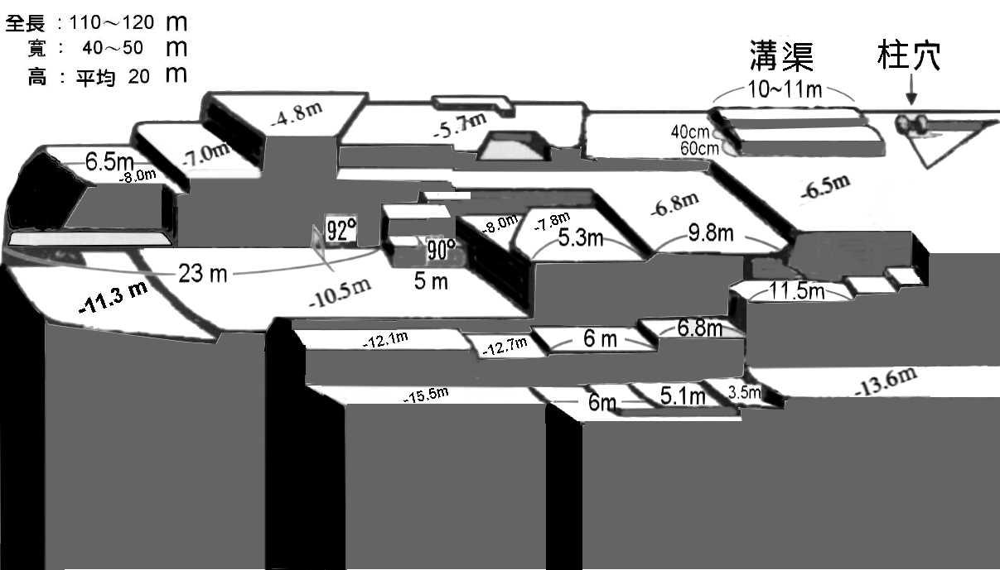 全長：110～120 m
寬： 40～50 m
高：平均 20 m
溝渠
柱穴
10~11m
-4.8m
-5.7m
40cm
60cm
6.5m
-7.0m
-8.0m
-6.5m
-6.8m
92°
-8.0m
-7.8m
5.3m
9.8m
90°
23 m
5 m
-11.3 m
-10.5m
11.5m
-12.1m
-12.7m
6 m
6.8m
-15.5m
6m
5.1m
3.5m
-13.6m